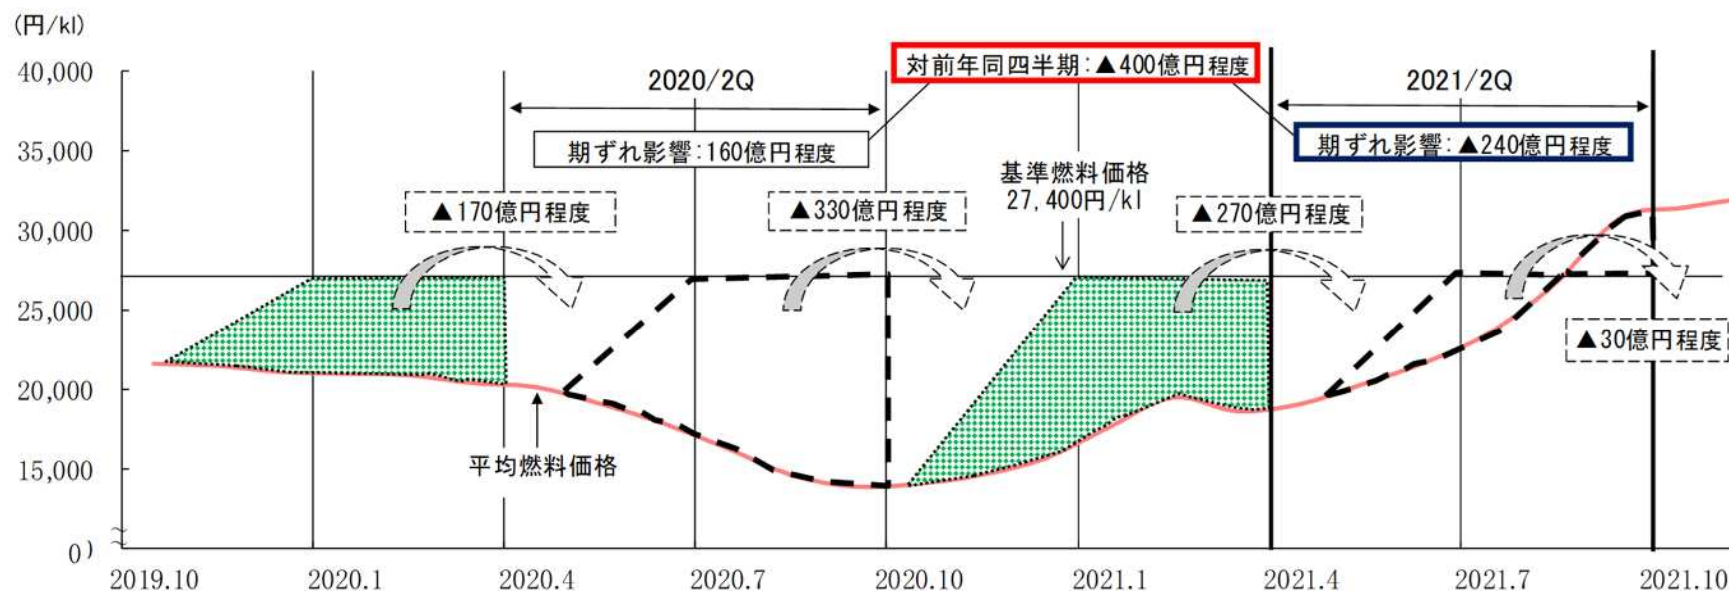 (円/kl)
40,000
35,000
30,000
25,000
20,000
15,000
0)
対前年同四半期:▲400億円程度
2020/2Q
2021/2Q
期ずれ影響:160億円程度
期ずれ影響:▲240億円程度
基準燃料価格
27,400円/kl
▲170億円程度
▲330億円程度
▲270億円程度
▲30億円程度
平均燃料価格
2019.10
2020.1
2020.4
2020.7
2020.10
2021.1
2021.4
2021.7
2021.10